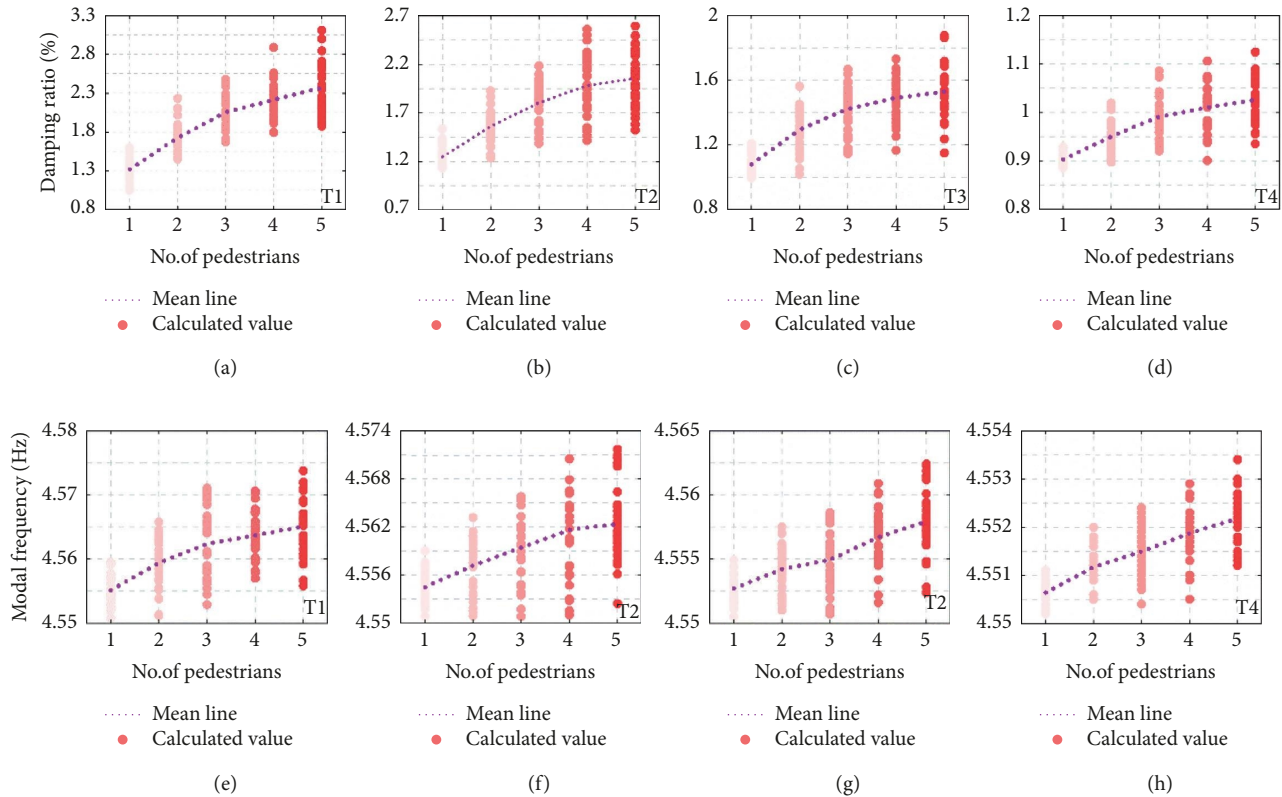 Damping ratio (%)
3.3
2.8
2.3
1.8
1.3
0.8
T1
1 2 3 4 5
No.of pedestrians
Mean line
Calculated value
(a)
2.7
2.2
1.7
1.2
0.7
T2
1 2 3 4 5
No.of pedestrians
Mean line
Calculated value
(b)
2
1.6
1.2
0.8
T3
1 2 3 4 5
No.of pedestrians
Mean line
Calculated value
(c)
1.2
1.1
1
0.9
0.8
T4
1 2 3 4 5
No.of pedestrians
Mean line
Calculated value
(d)
Modal frequency (Hz)
4.58
4.57
4.56
4.55
T1
1 2 3 4 5
No.of pedestrians
Mean line
Calculated value
(e)
4.574
4.568
4.562
4.556
4.55
T2
1 2 3 4 5
No.of pedestrians
Mean line
Calculated value
(f)
4.565
4.56
4.555
4.55
T2
1 2 3 4 5
No.of pedestrians
Mean line
Calculated value
(g)
4.554
4.553
4.552
4.551
4.55
T4
1 2 3 4 5
No.of pedestrians
Mean line
Calculated value
(h)